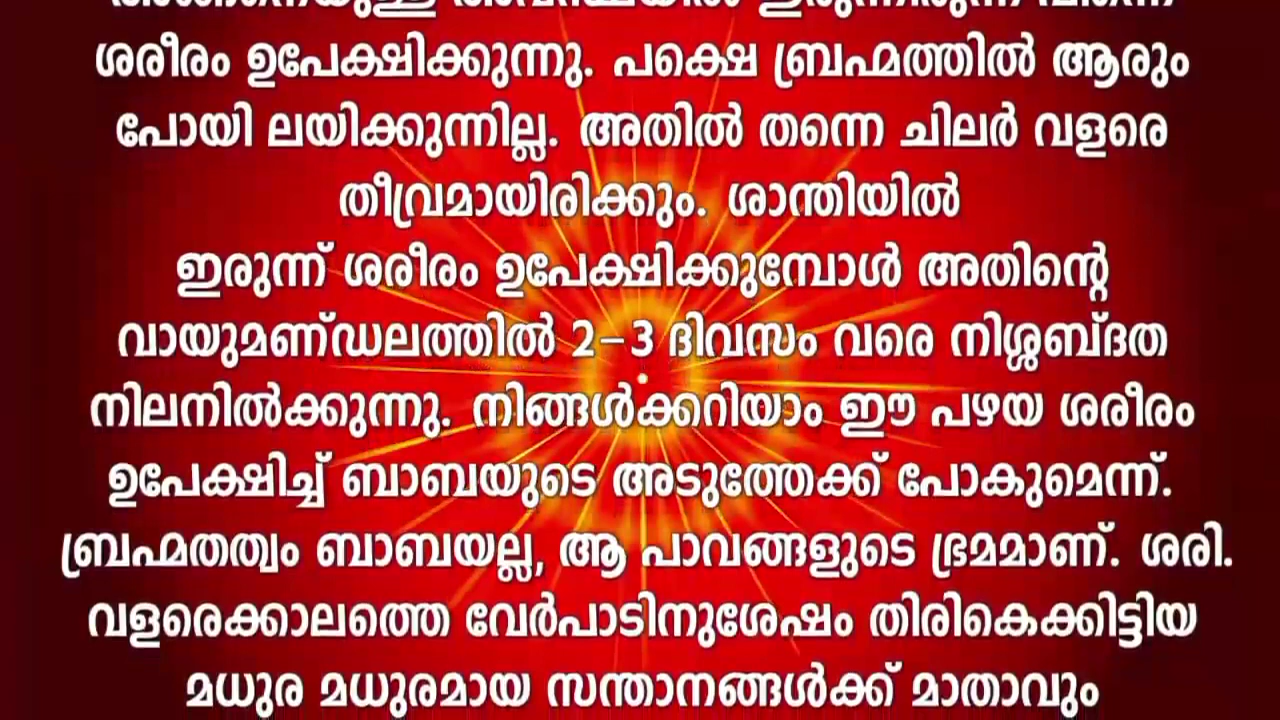 ശരീരം ഉപേക്ഷിക്കുന്നു. പക്ഷെ ബ്രഹ്മത്തിൽ ആരും
പോയി ലയിക്കുന്നില്ല. അതിൽ തന്നെ ചിലർ വളരെ
തീവ്രമായിരിക്കും. ശാന്തിയിൽ
ഇരുന്ന് ശരീരം ഉപേക്ഷിക്കുമ്പോൾ അതിന്റെ
വായുമണ്ഡലത്തിൽ 2-3 ദിവസം വരെ നിശ്ശബ്ദത
നിലനിൽക്കുന്നു. നിങ്ങൾക്കറിയാം ഈ പഴയ ശരീരം
ഉപേക്ഷിച്ച് ബാബയുടെ അടുത്തേക്ക് പോകുമെന്ന്.
ബ്രഹ്മതത്വം ബാബയല്ല, ആ പാവങ്ങളുടെ ഭ്രമമാണ്. ശരി.
വളരെക്കാലത്തെ വേർപാടിനുശേഷം തിരികെക്കിട്ടിയ
മധുര മധുരമായ സന്താനങ്ങൾക്ക് മാതാവും